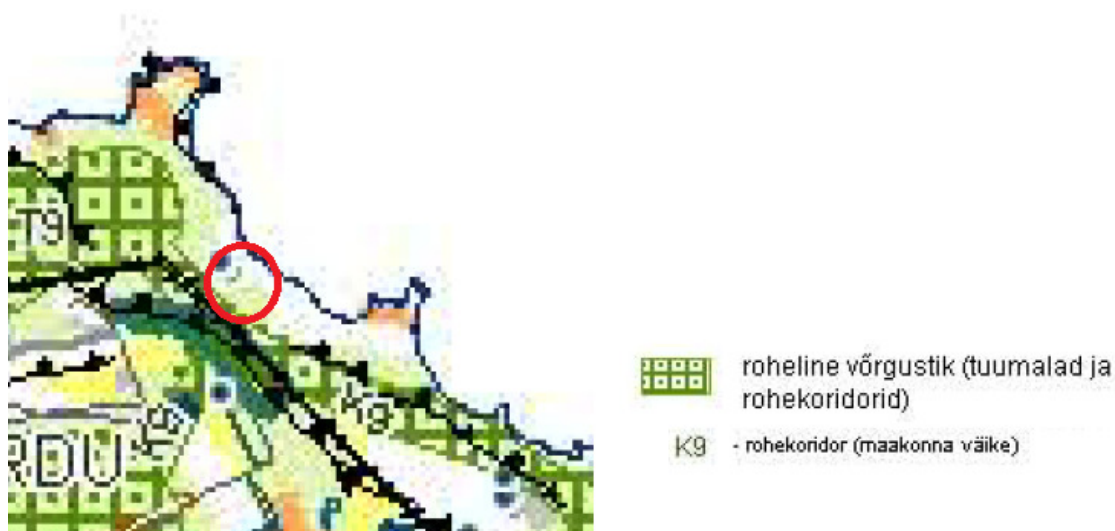 T9
K9
RDU
roheline võrgustik (tuumalad ja
rohekoridorid)
K9 - rohekoridor (maakonna väike)